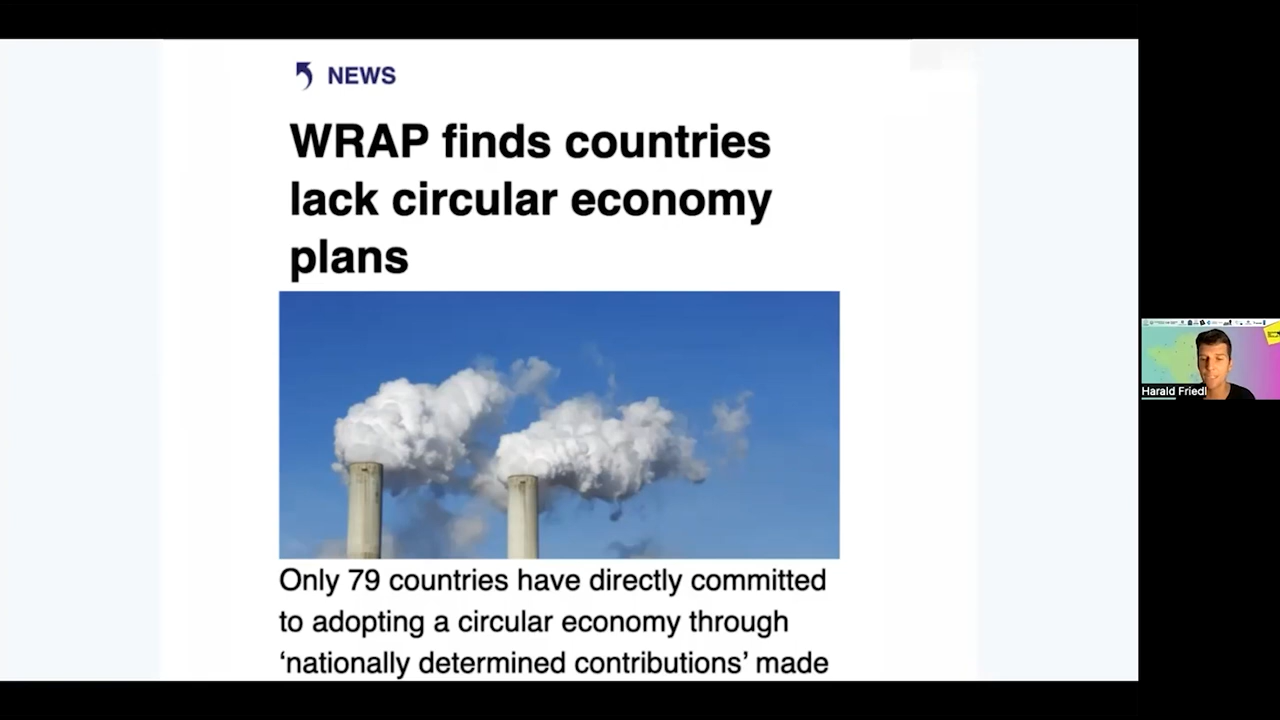 NEWS
WRAP finds countries
lack circular economy
plans
Only 79 countries have directly committed
to adopting a circular economy through
‘nationally determined contributions’ made
Harald Friedl